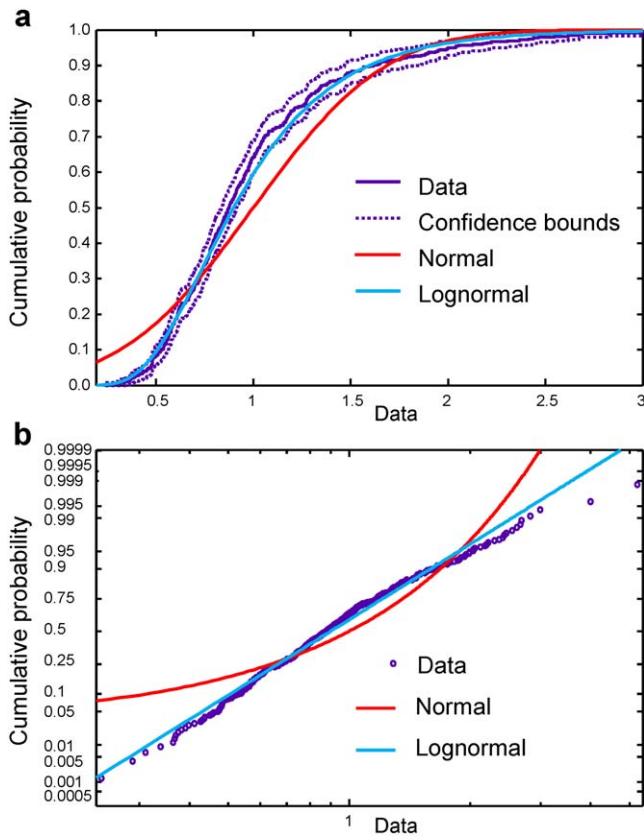 a
Cumulative probability
1.0
0.9
0.8
0.7
0.6
0.5
0.4
0.3
0.2
0.1
0.0
Data
Confidence bounds
Normal
Lognormal
0.5
1
1.5
2
2.5
3
Data
b
Cumulative probability
0.9999
0.9995
0.999
0.995
0.99
0.95
0.9
0.75
0.5
0.25
0.1
0.05
0.01
0.005
0.001
0.0005
Data
Normal
Lognormal
1
Data